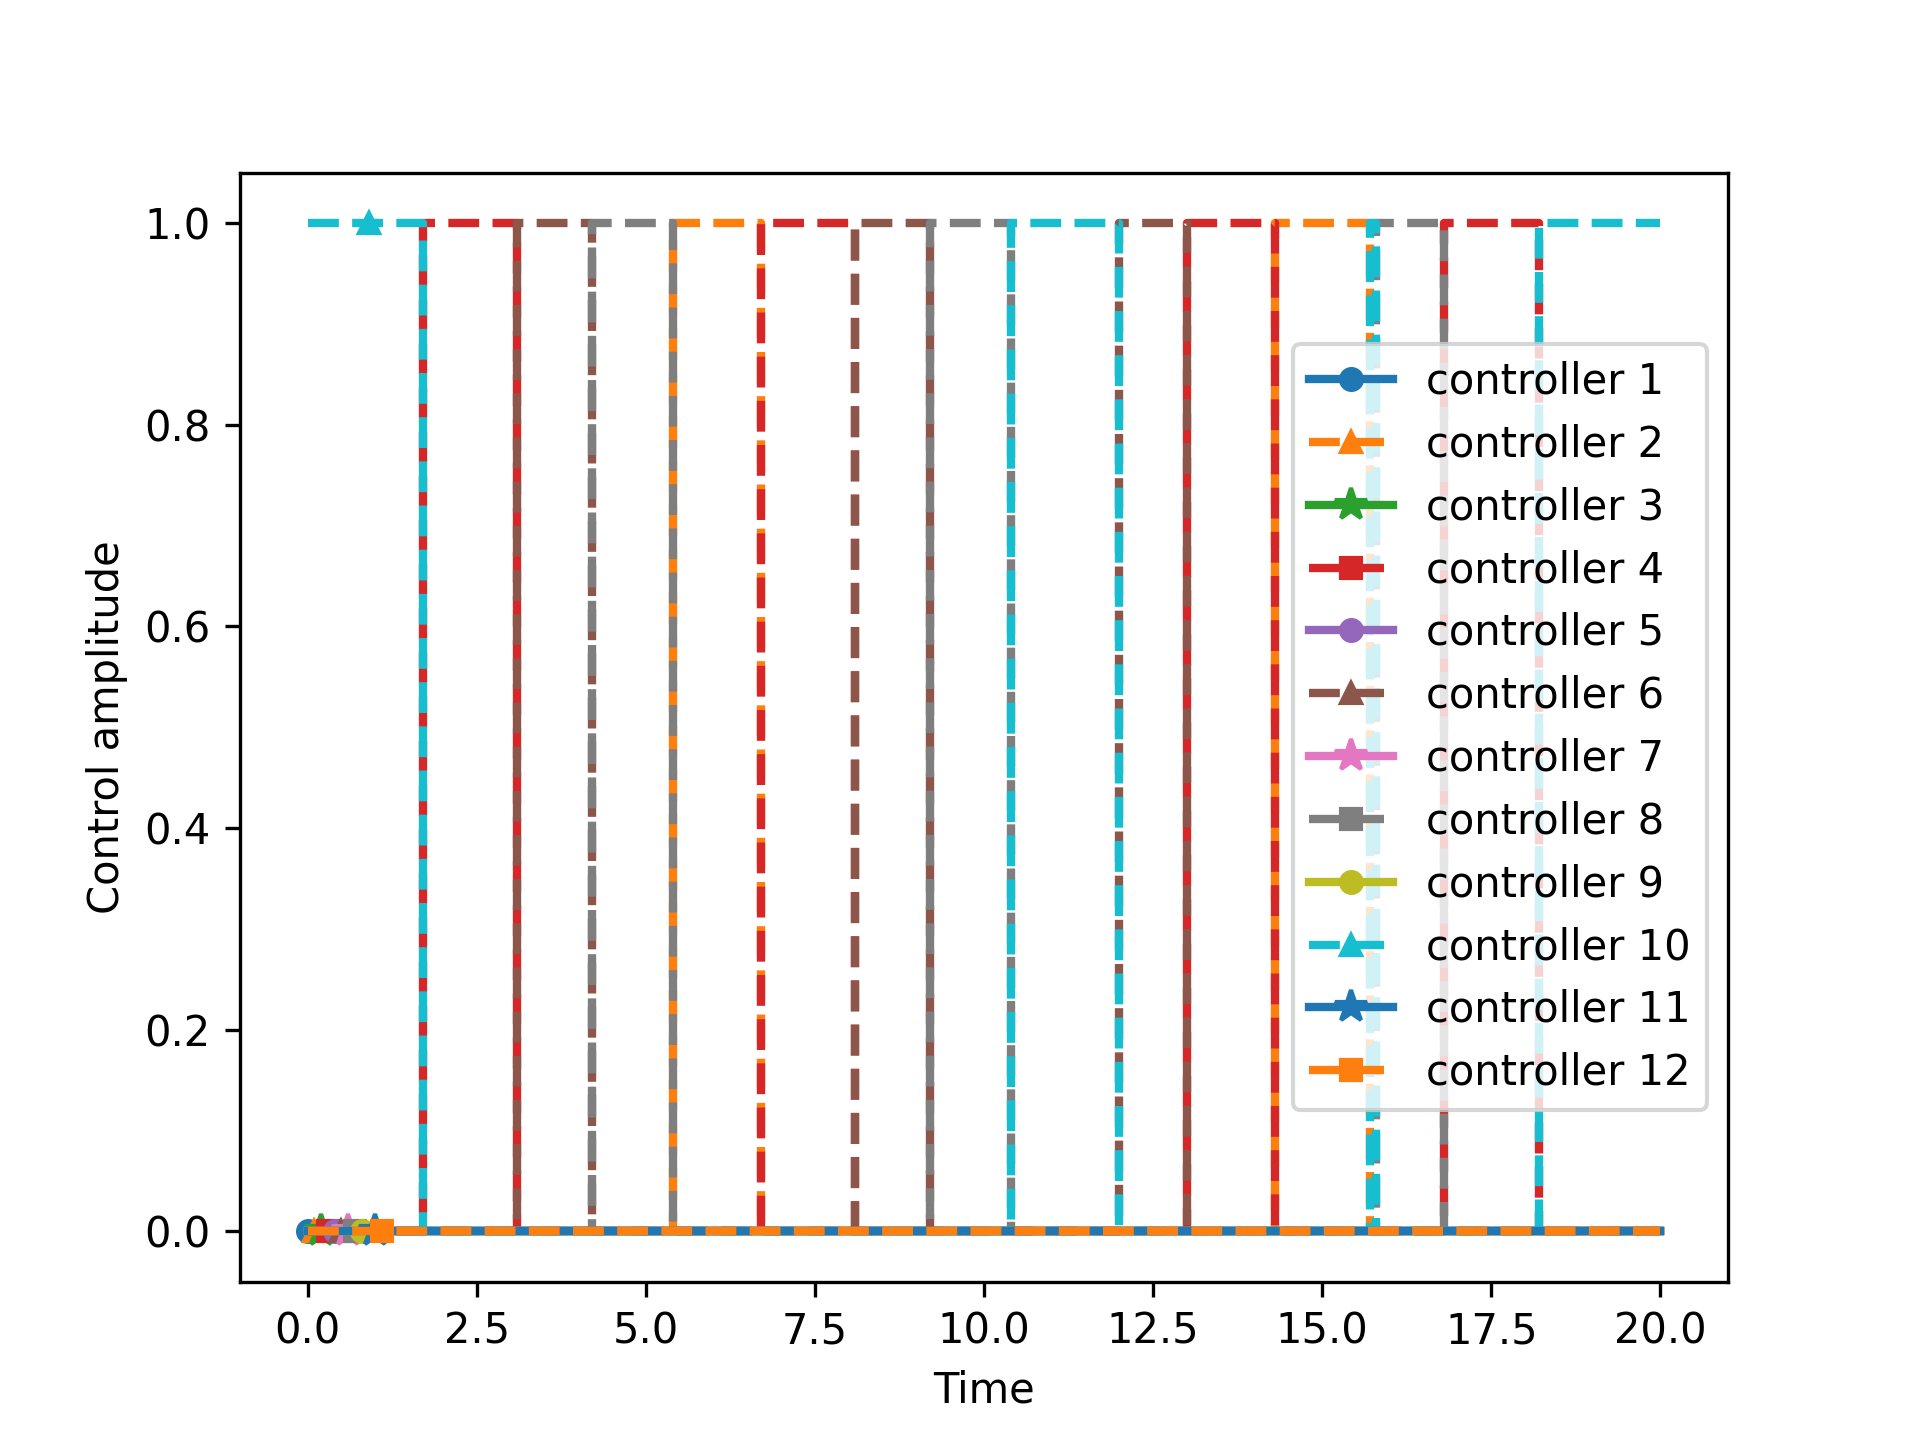 1.0
0.8
0.6
0.4
0.2
0.0
Control amplitude
controller 1
controller 2
controller 3
controller 4
controller 5
controller 6
controller 7
controller 8
controller 9
controller 10
controller 11
controller 12
0.0 2.5 5.0 7.5 10.0 12.5 15.0 17.5 20.0
Time